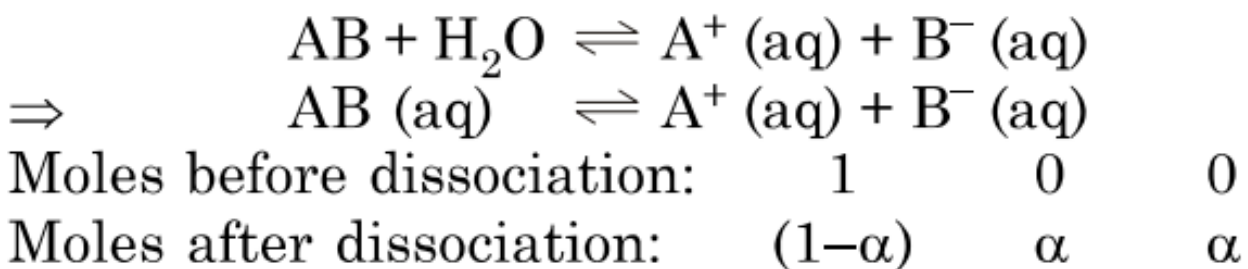 AB + H₂O ⇌ A⁺ (aq) + B⁻ (aq)
⇒ AB (aq) ⇌ A⁺ (aq) + B⁻ (aq)
Moles before dissociation: 1 0 0
Moles after dissociation: (1–α) α α